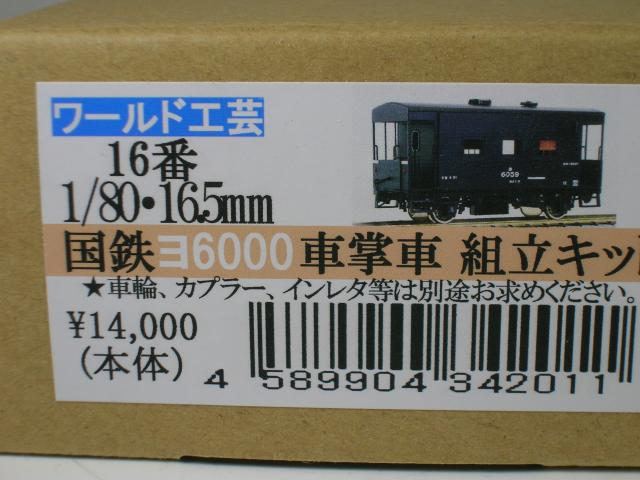 ワールド工芸
16番
1/80・16.5mm
6059
国鉄ヨ6000車掌車 組立キッ
★車輪、カプラー、インレタ等は別途お求めください。
¥14,000
(本体)
4 589904 342011